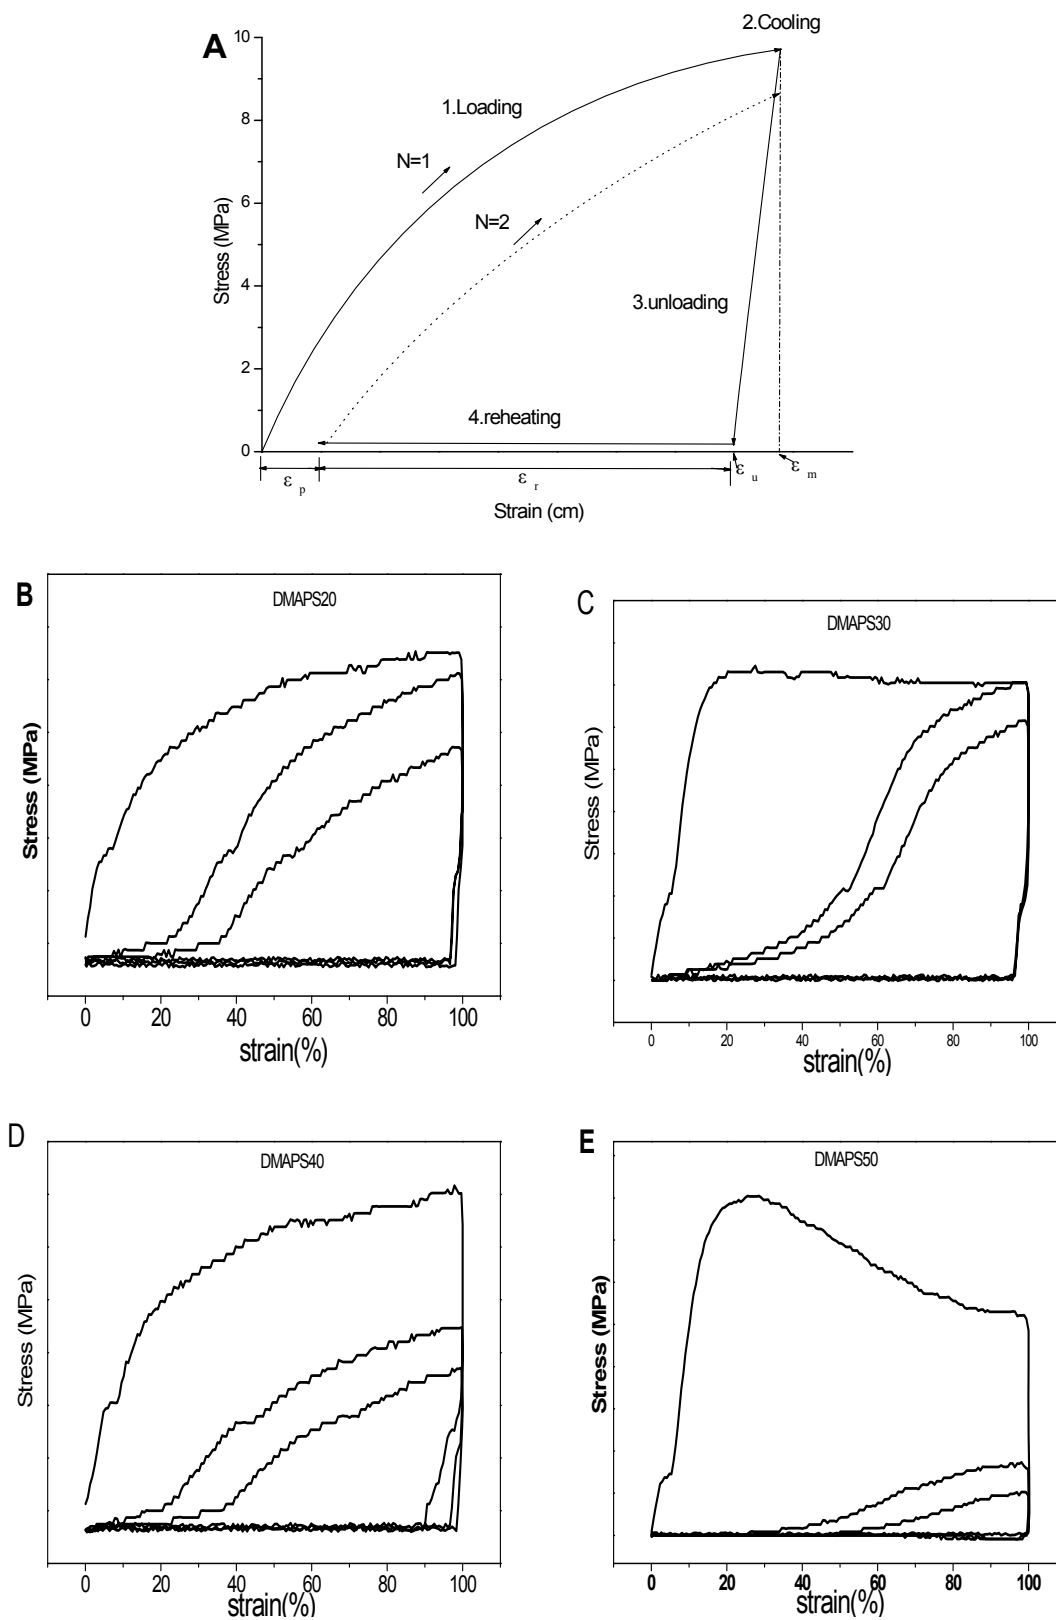 2.Cooling
A
10
1.Loading
8
N=1
6
N=2
Stress (MPa)
4
3.unloading
2
4.reheating
0
ε p
ε r
ε u
ε m
Strain (cm)
B
DMAPS20
Stress (MPa)
0 20 40 60 80 100
strain(%)
C
DMAPS30
Stress (MPa)
0 20 40 60 80 100
strain(%)
D
DMAPS40
Stress (MPa)
0 20 40 60 80 100
strain(%)
E
DMAPS50
Stress (MPa)
0 20 40 60 80 100
strain(%)